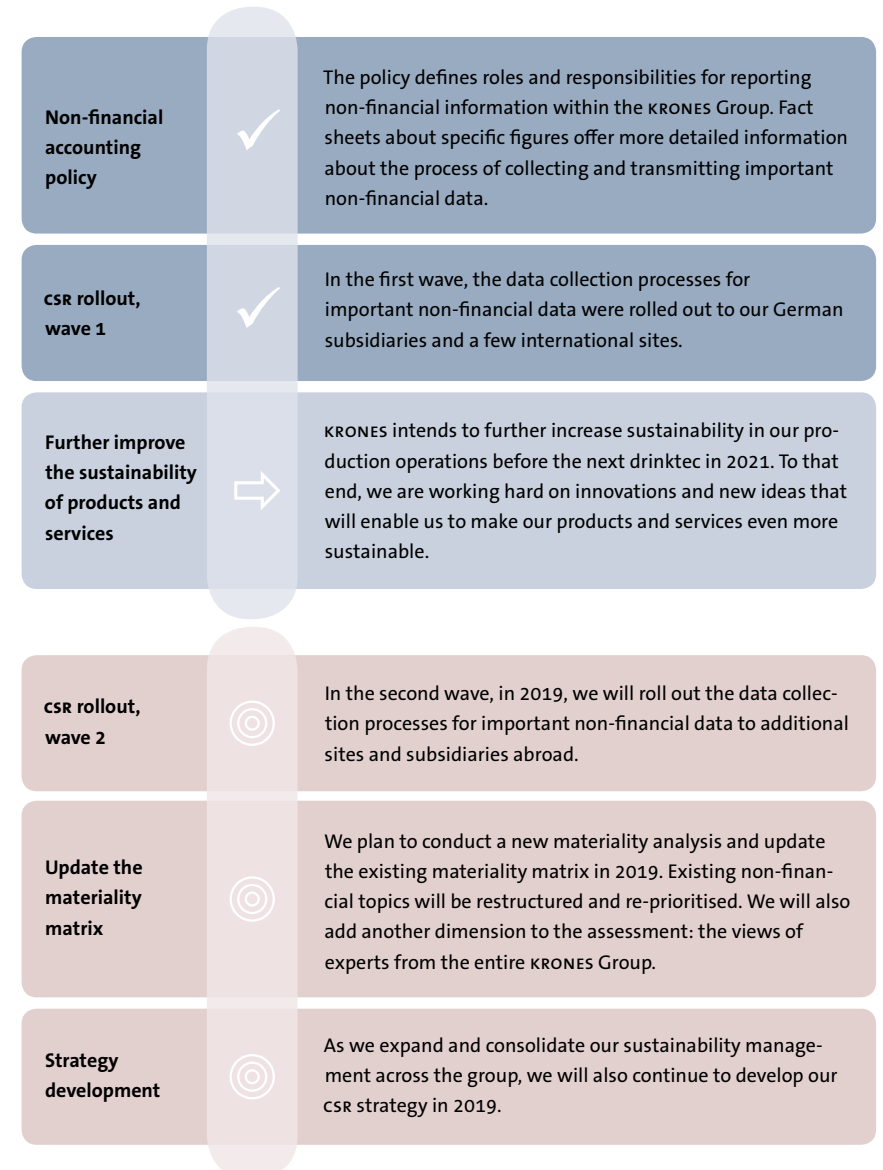 Non-financial
accounting
policy
The policy defines roles and responsibilities for reporting
non-financial information within the KRONES Group. Fact
sheets about specific figures offer more detailed information
about the process of collecting and transmitting important
non-financial data.
CSR rollout,
wave 1
In the first wave, the data collection processes for
important non-financial data were rolled out to our German
subsidiaries and a few international sites.
Further improve
the sustainability
of products and
services
KRONES intends to further increase sustainability in our pro-
duction operations before the next drinktec in 2021. To that
end, we are working hard on innovations and new ideas that
will enable us to make our products and services even more
sustainable.
CSR rollout,
wave 2
In the second wave, in 2019, we will roll out the data collec-
tion processes for important non-financial data to additional
sites and subsidiaries abroad.
Update the
materiality
matrix
We plan to conduct a new materiality analysis and update
the existing materiality matrix in 2019. Existing non-finan-
cial topics will be restructured and re-prioritised. We will also
add another dimension to the assessment: the views of
experts from the entire KRONES Group.
Strategy
development
As we expand and consolidate our sustainability manage-
ment across the group, we will also continue to develop our
CSR strategy in 2019.